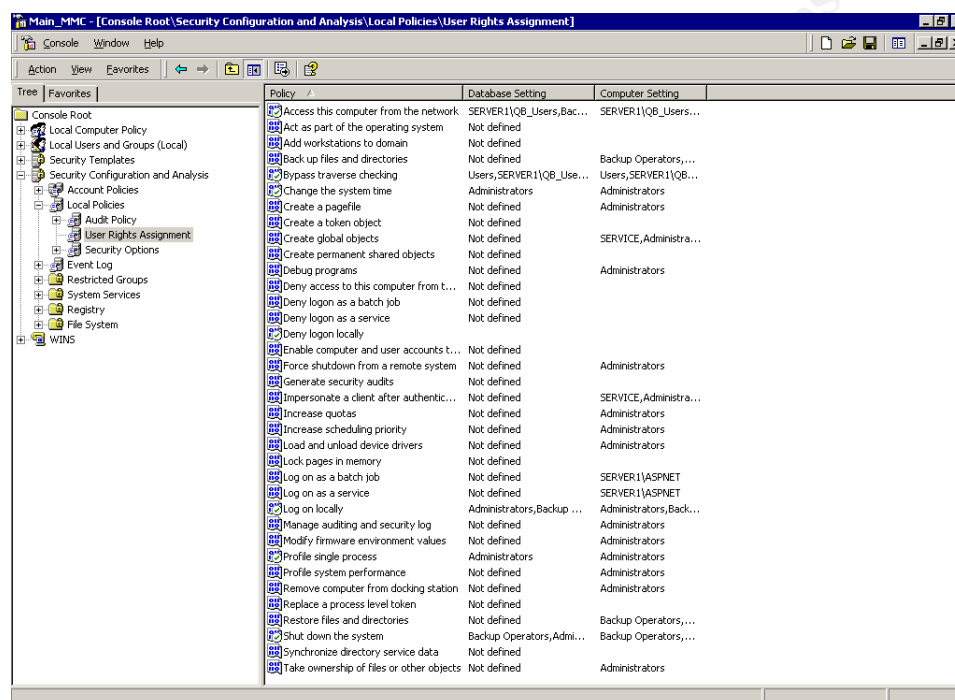 Main_MMC - [Console Root\Security Configuration and Analysis\Local Policies\User Rights Assignment]
Console Window Help
Action View Favorites
Tree Favorites
Console Root
Local Computer Policy
Local Users and Groups (Local)
Security Templates
Security Configuration and Analysis
Account Policies
Local Policies
Audit Policy
User Rights Assignment
Security Options
Event Log
Restricted Groups
System Services
Registry
File System
WINS
Policy Database Setting Computer Setting
Access this computer from the network SERVER1\QB_Users,Bac... SERVER1\QB_Users...
Act as part of the operating system Not defined
Add workstations to domain Not defined
Back up files and directories Not defined Backup Operators,...
Bypass traverse checking Users,SERVER1\QB_Use... Users,SERVER1\QB...
Change the system time Administrators Administrators
Create a pagefile Not defined Administrators
Create a token object Not defined
Create global objects Not defined SERVICE,Administra...
Create permanent shared objects Not defined
Debug programs Not defined Administrators
Deny access to this computer from t... Not defined
Deny logon as a batch job Not defined
Deny logon as a service Not defined
Deny logon locally
Enable computer and user accounts t... Not defined
Force shutdown from a remote system Not defined Administrators
Generate security audits Not defined
Impersonate a client after authentic... Not defined SERVICE,Administra...
Increase quotas Not defined Administrators
Increase scheduling priority Not defined Administrators
Load and unload device drivers Not defined Administrators
Lock pages in memory Not defined
Log on as a batch job Not defined SERVER1\ASPNET
Log on as a service Not defined SERVER1\ASPNET
Log on locally Administrators,Backup ... Administrators,Back...
Manage auditing and security log Not defined Administrators
Modify firmware environment values Not defined Administrators
Profile single process Administrators Administrators
Profile system performance Not defined Administrators
Remove computer from docking station Not defined Administrators
Replace a process level token Not defined
Restore files and directories Not defined Backup Operators,...
Shut down the system Backup Operators,Admi... Backup Operators,...
Synchronize directory service data Not defined
Take ownership of files or other objects Not defined Administrators